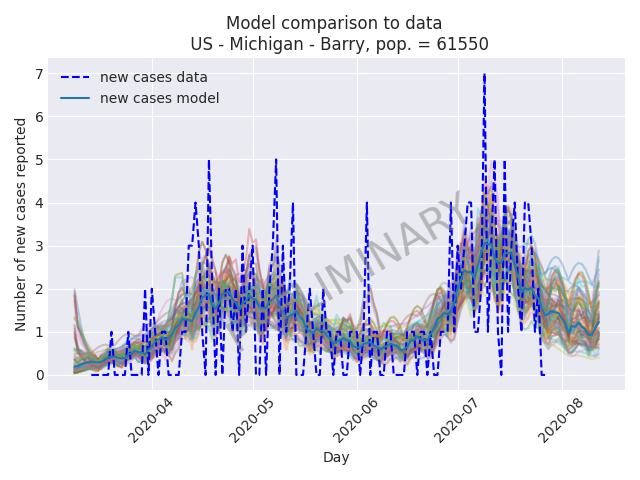 Model comparison to data
US - Michigan - Barry, pop. = 61550
new cases data
new cases model
Number of new cases reported
7
6
5
4
3
2
1
0
IMINARY
2020-04
2020-05
2020-06
2020-07
2020-08
Day